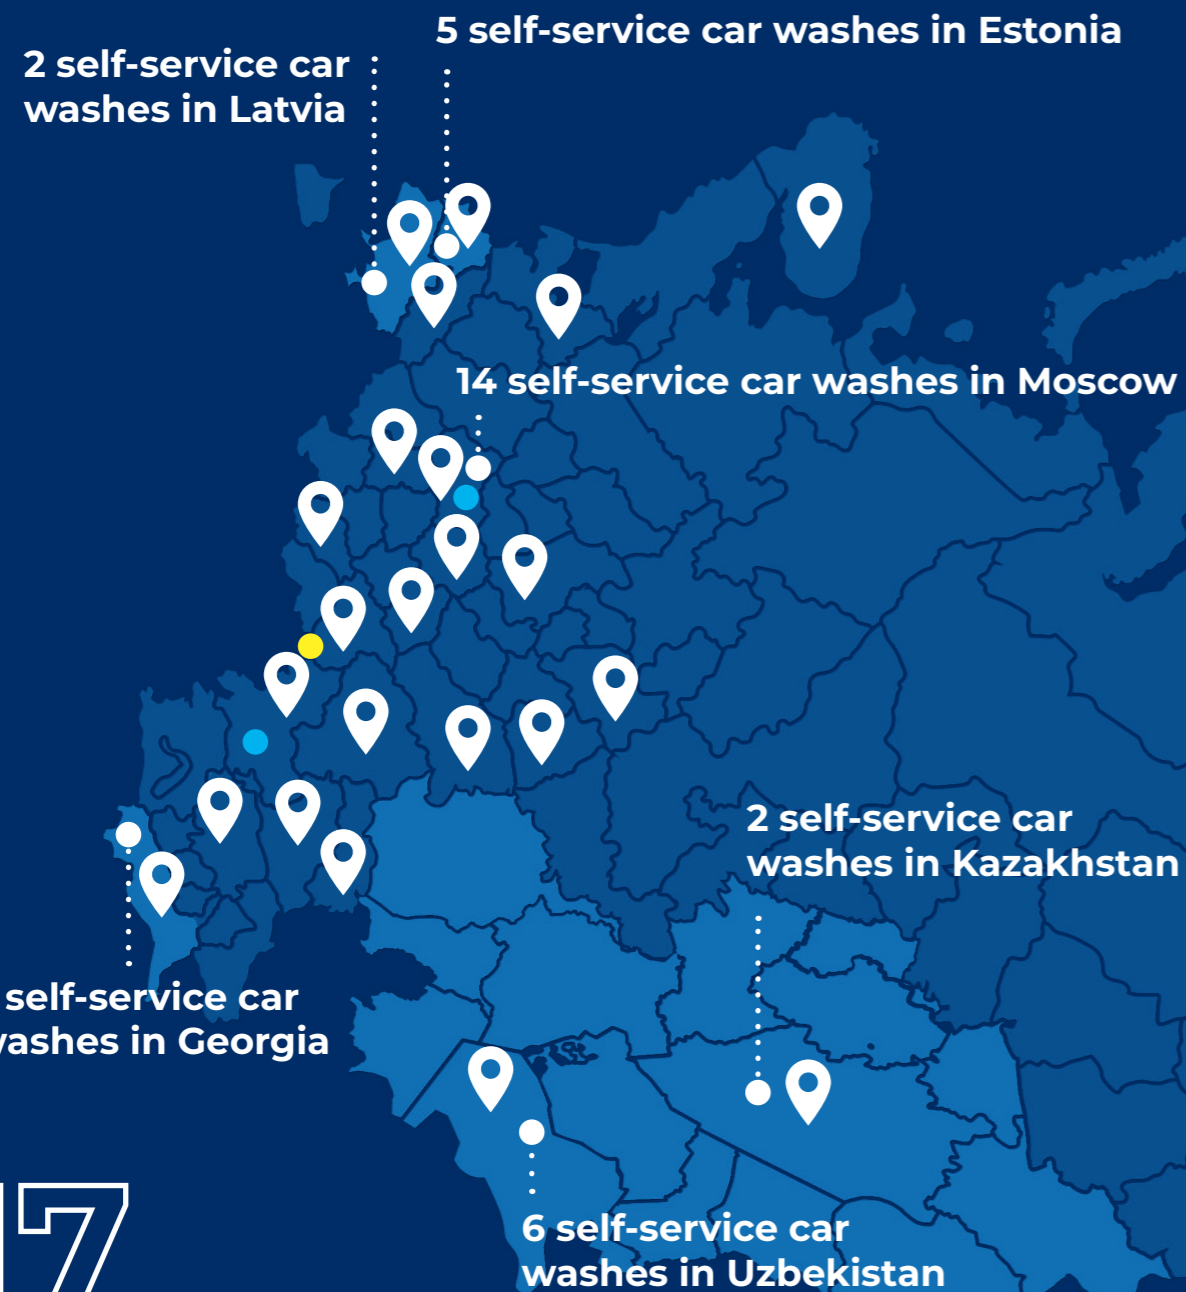 5 self-service car washes in Estonia
2 self-service car
washes in Latvia
14 self-service car washes in Moscow
2 self-service car
washes in Kazakhstan
self-service car
washes in Georgia
6 self-service car
washes in Uzbekistan
17